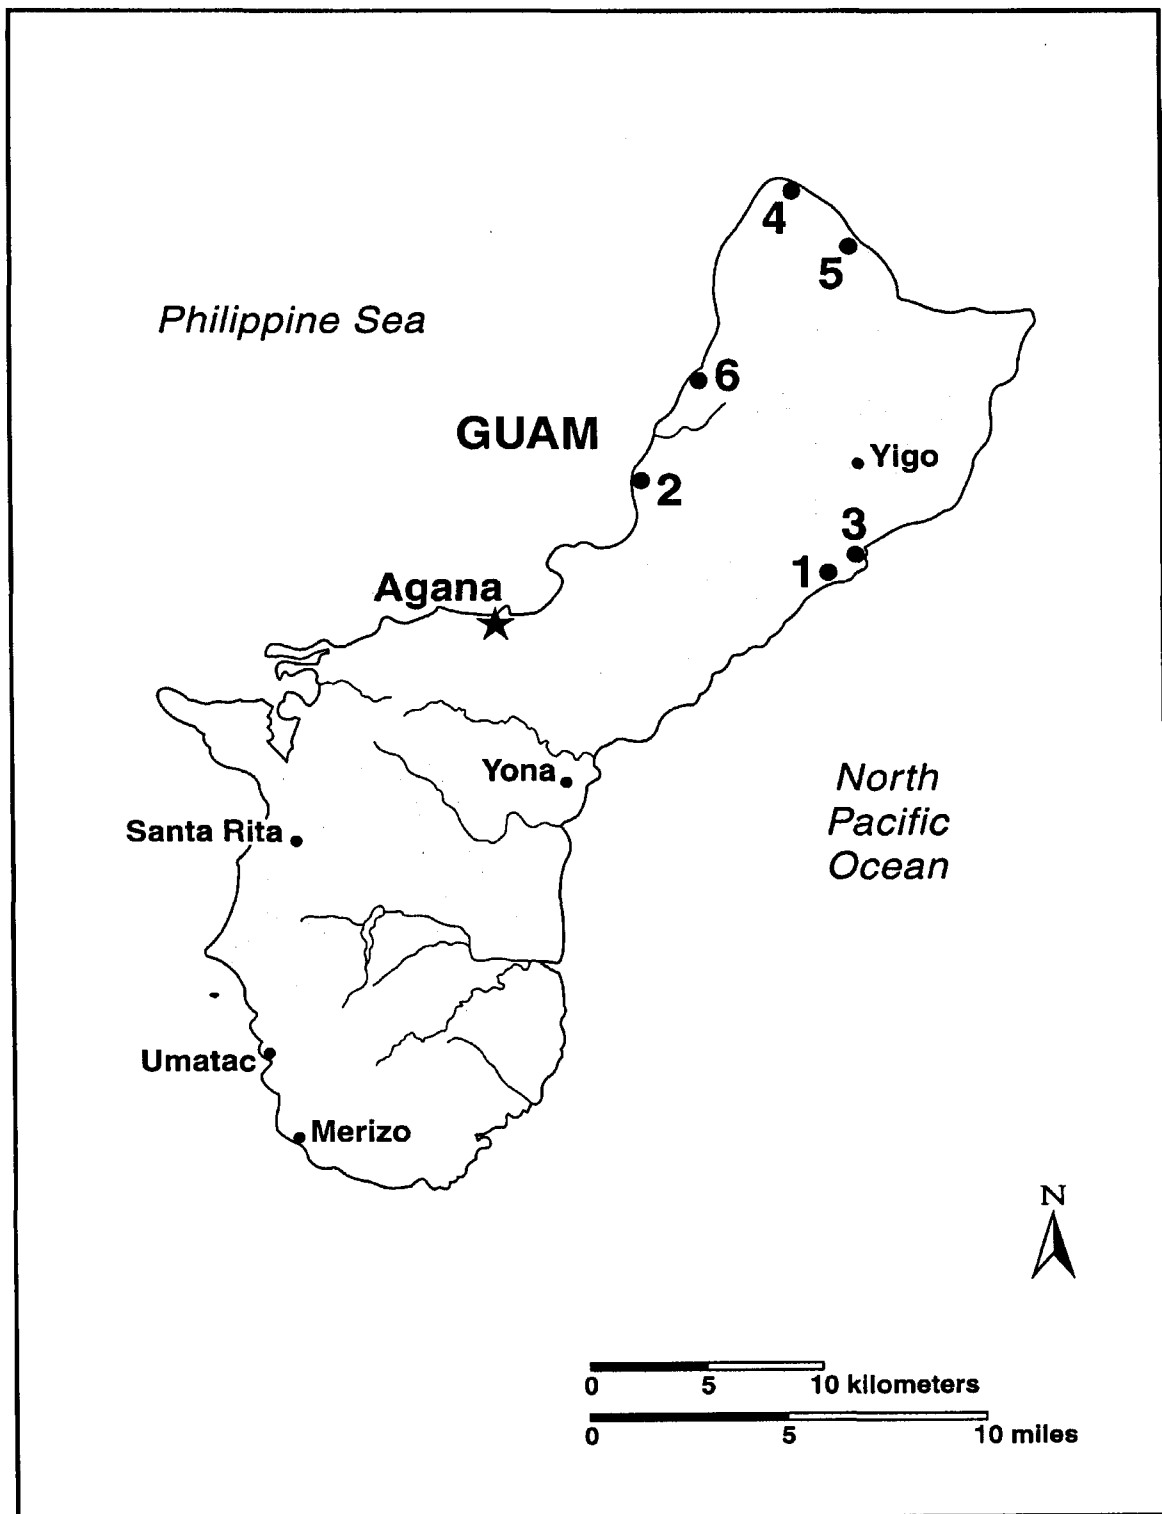 4
5
Philippine Sea
6
GUAM
Yigo
2
3
1
Agana
Yona
North
Pacific
Ocean
Santa Rita
Umatac
Merizo
N
0 5 10 kilometers
0 5 10 miles